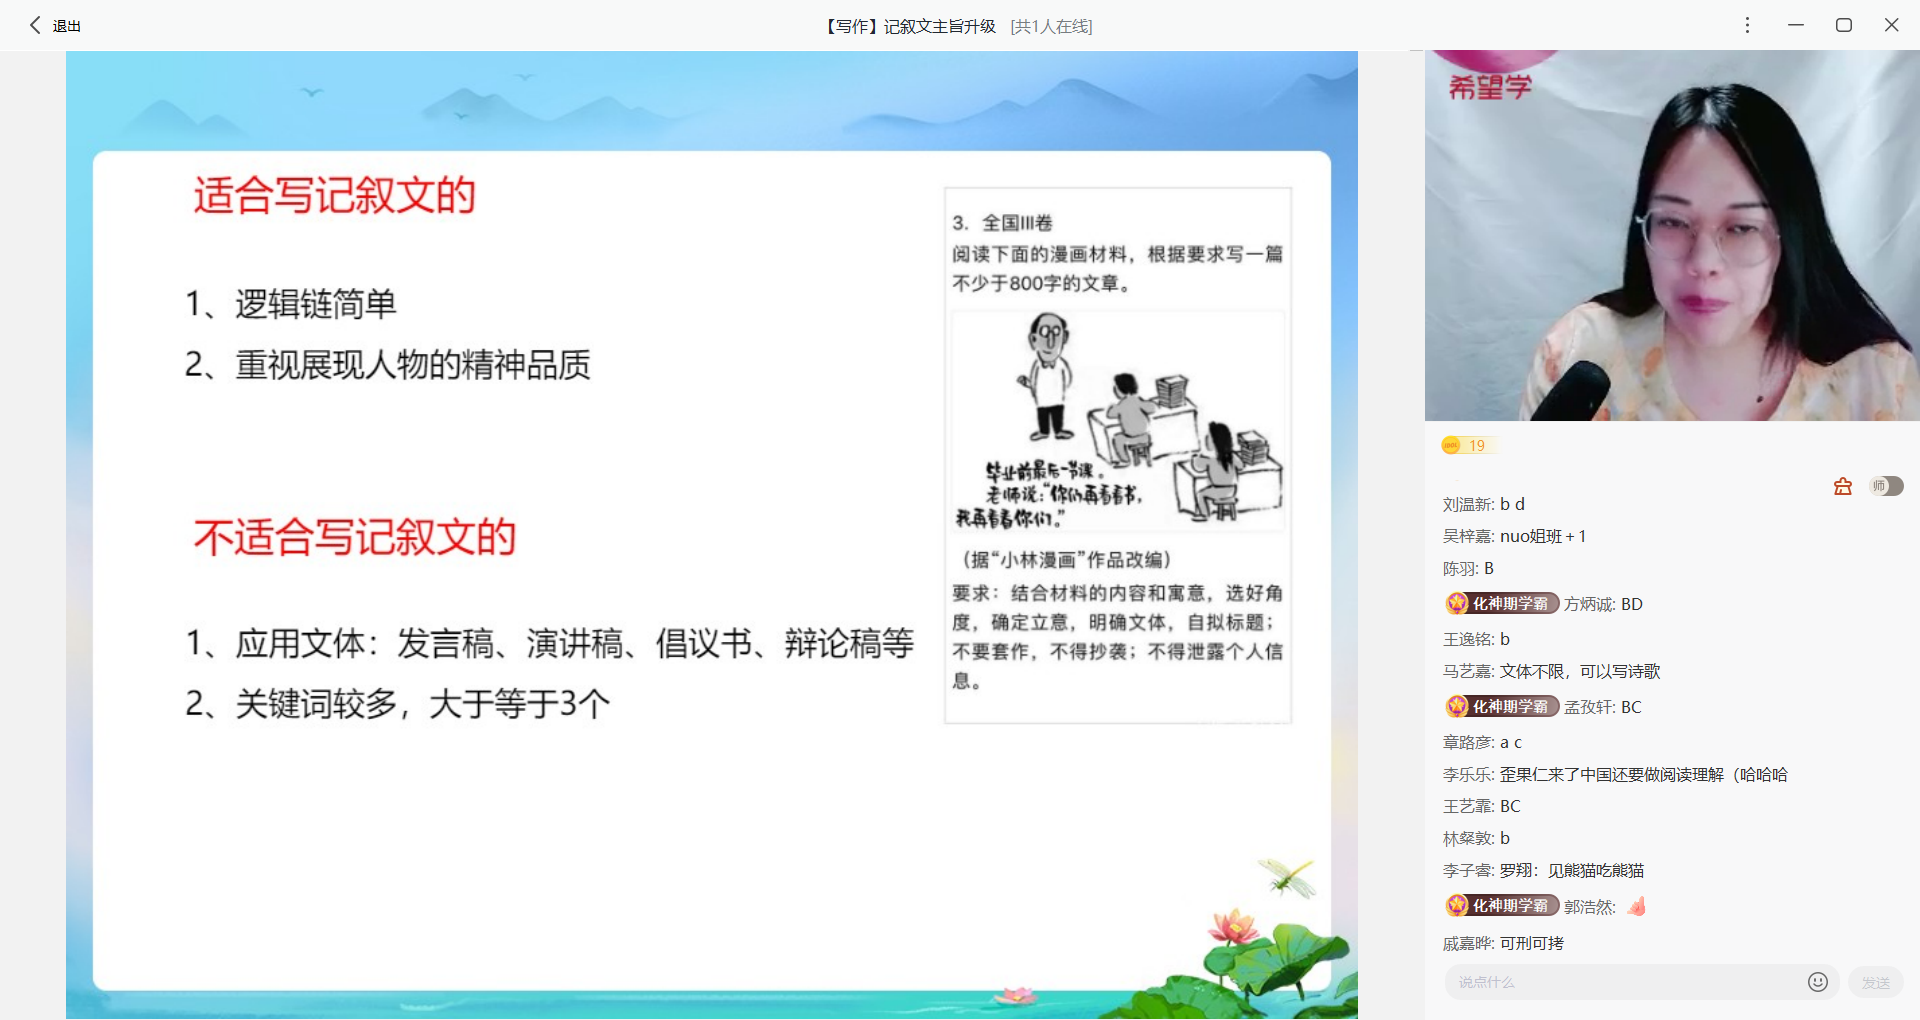 退出
【写作】记叙文主旨升级 [共1人在线]
适合写记叙文的
1、逻辑链简单
2、重视展现人物的精神品质
不适合写记叙文的
1、应用文体：发言稿、演讲稿、倡议书、辩论稿等
2、关键词较多，大于等于3个
3. 全国III卷
阅读下面的漫画材料，根据要求写一篇
不少于800字的文章。
毕业前最后一节课。
老师说：“你们再看看书，
我再看看你们。”
（据“小林漫画”作品改编）
要求：结合材料的内容和寓意，选好角
度，确定立意，明确文体，自拟标题；
不要套作，不得抄袭；不得泄露个人信
息。
希望学
19
师
刘温新: b d
吴梓嘉: nuo姐班 + 1
陈羽: B
化神期学霸 方炳诚: BD
王逸铭: b
马艺嘉: 文体不限，可以写诗歌
化神期学霸 孟孜轩: BC
章路彦: a c
李乐乐: 歪果仁来了中国还要做阅读理解（哈哈哈
王艺霏: BC
林粲敦: b
李子睿: 罗翔：见熊猫吃熊猫
化神期学霸 郭浩然:
戚嘉晔: 可刑可拷
说点什么
发送